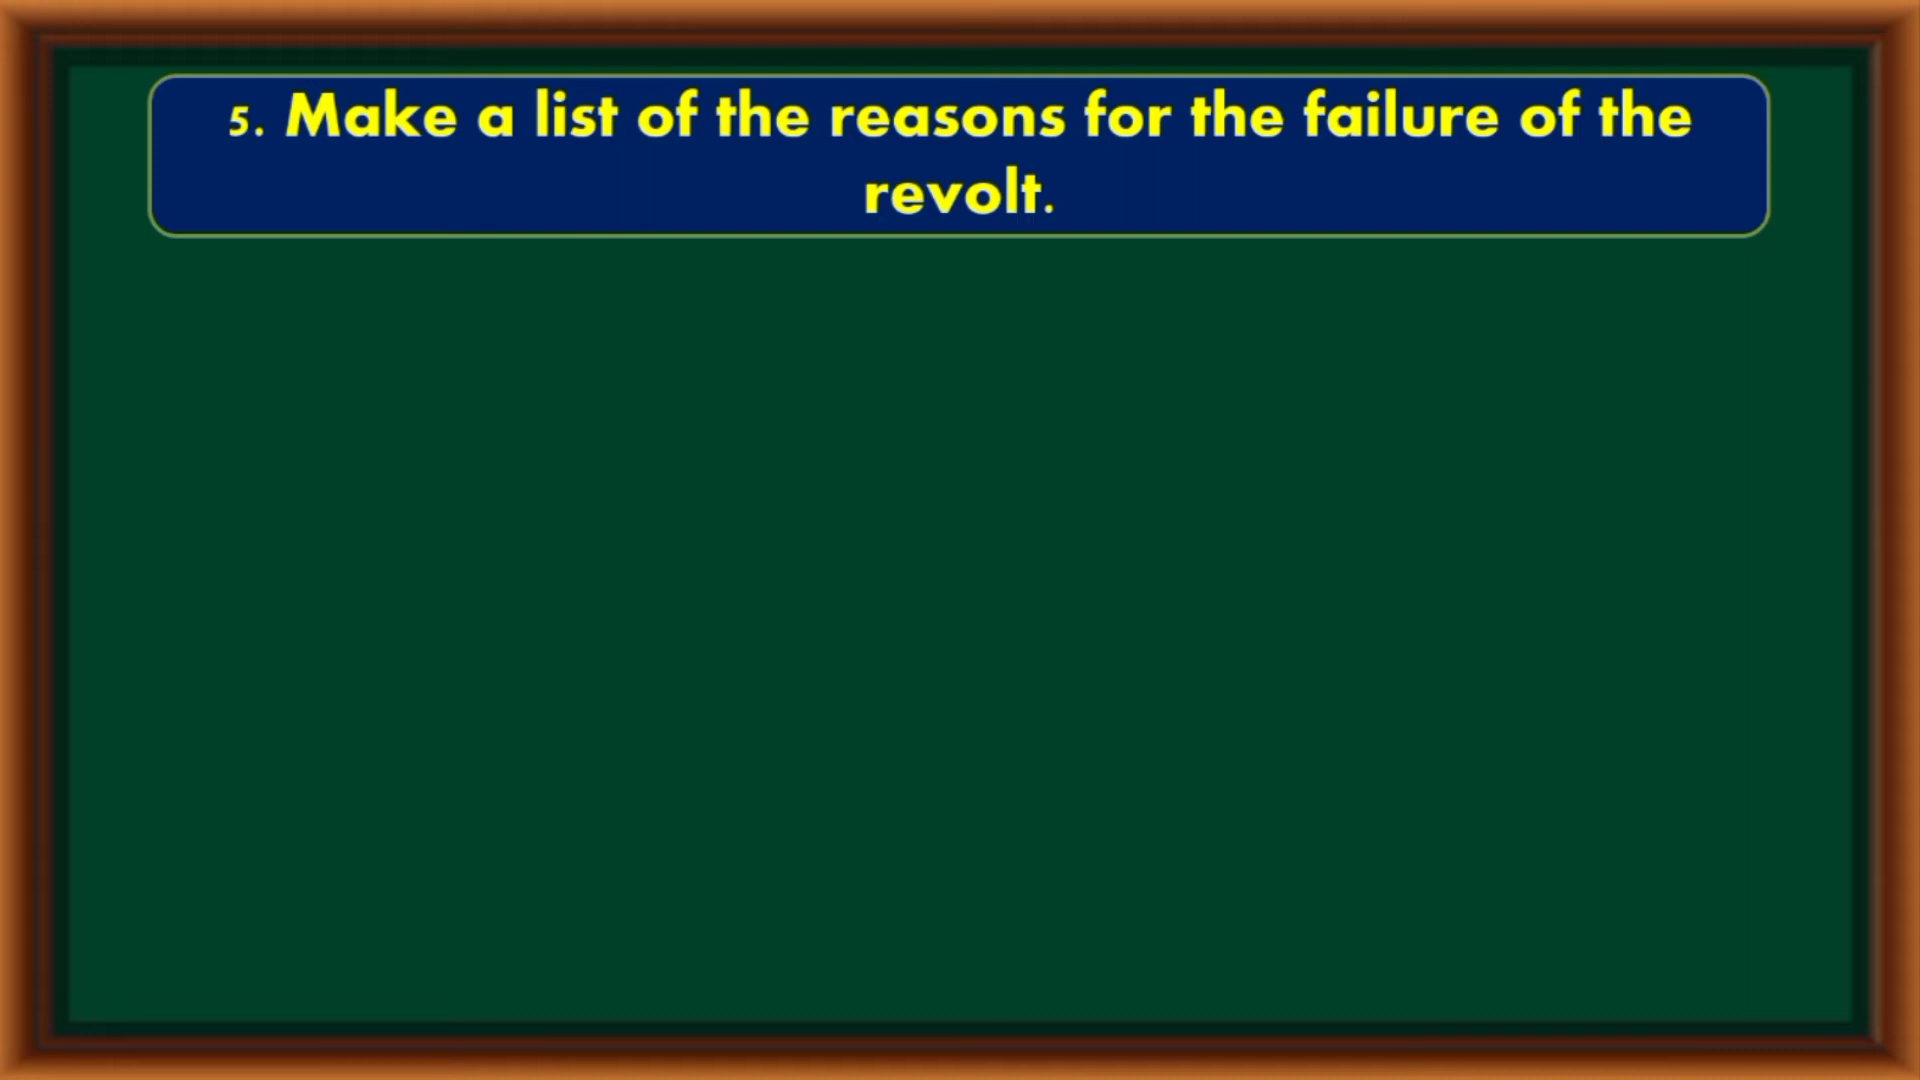 5. Make a list of the reasons for the failure of the
revolt.